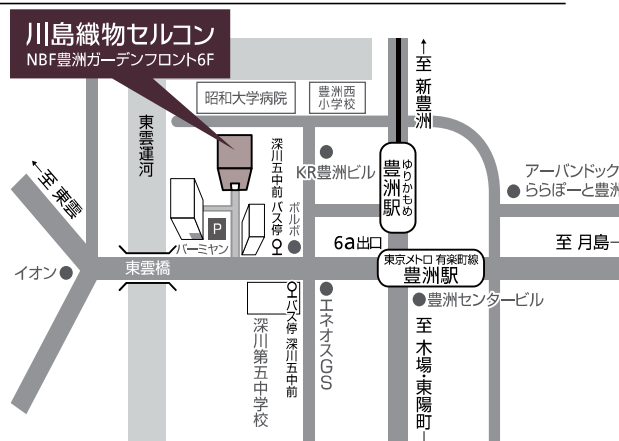 川島織物セルコン
NBF豊洲ガーデンフロント6F
昭和大学病院
豊洲西
小学校
←至 新豊洲
東雲運河
深川五中前 バス停
KR豊洲ビル
ゆりかもめ
豊洲駅
アーバンドック
ららぽーと豊洲
←至 東雲
P
バーミヤン
ボルボ
6a出口
至 月島
イオン
東雲橋
東京メトロ 有楽町線
豊洲駅
豊洲センタービル
バス停 深川五中前
エネオスGS
深川第五中学校
至 木場・東陽町